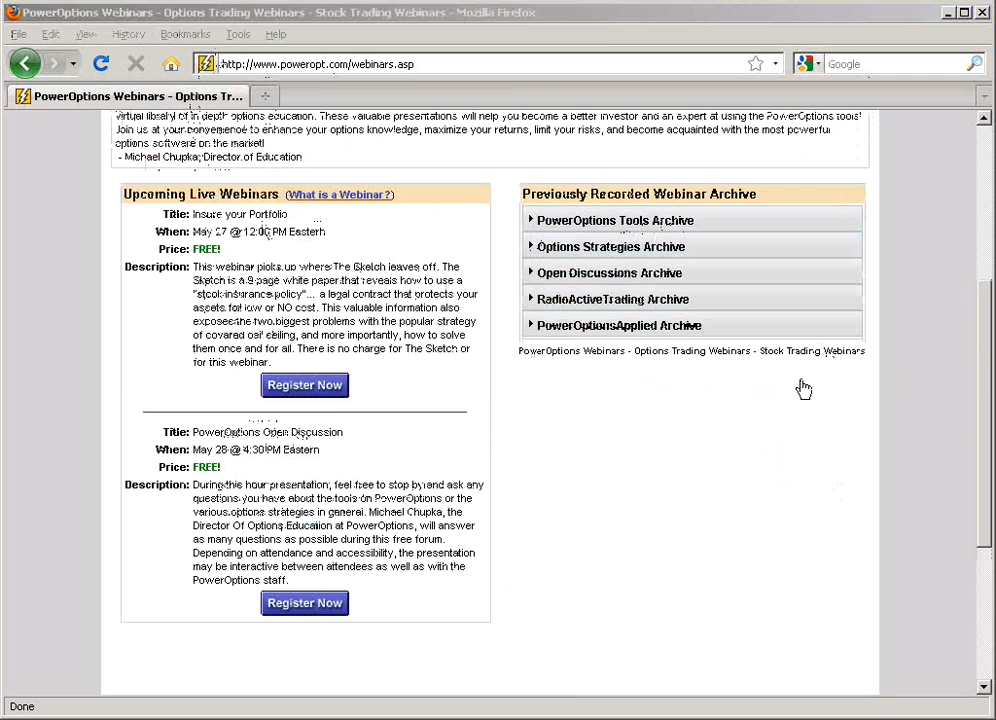 PowerOptions Webinars - Options Trading Webinars - Stock Trading Webinars - Mozilla Firefox
File Edit View History Bookmarks Tools Help
http://www.poweropt.com/webinars.asp
Google
PowerOptions Webinars - Options Tr...
virtual library of in depth options education. These valuable presentations will help you become a better investor and an expert at using the PowerOptions tools!
Join us at your convenience to enhance your options knowledge, maximize your returns, limit your risks, and become acquainted with the most powerful
options software on the market!
- Michael Chupka, Director of Education
Upcoming Live Webinars (What is a Webinar?)
Title: Insure your Portfolio
When: May 27 @ 12:00 PM Eastern
Price: FREE!
Description: This webinar picks up where The Sketch leaves off. The
Sketch is a 9-page white paper that reveals how to use a
"stock insurance policy"... a legal contract that protects your
assets for low or NO cost. This valuable information also
exposes the two biggest problems with the popular strategy
of covered call selling, and more importantly, how to solve
them once and for all. There is no charge for The Sketch or
for this webinar.
Register Now
Title: PowerOptions Open Discussion
When: May 28 @ 4:30 PM Eastern
Price: FREE!
Description: During this hour presentation, feel free to stop by and ask any
questions you have about the tools on PowerOptions or the
various options strategies in general. Michael Chupka, the
Director Of Options Education at PowerOptions, will answer
as many questions as possible during this free forum.
Depending on attendance and accessibility, the presentation
may be interactive between attendees as well as with the
PowerOptions staff.
Register Now
Previously Recorded Webinar Archive
PowerOptions Tools Archive
Options Strategies Archive
Open Discussions Archive
RadioActiveTrading Archive
PowerOptionsApplied Archive
PowerOptions Webinars - Options Trading Webinars - Stock Trading Webinars
Done